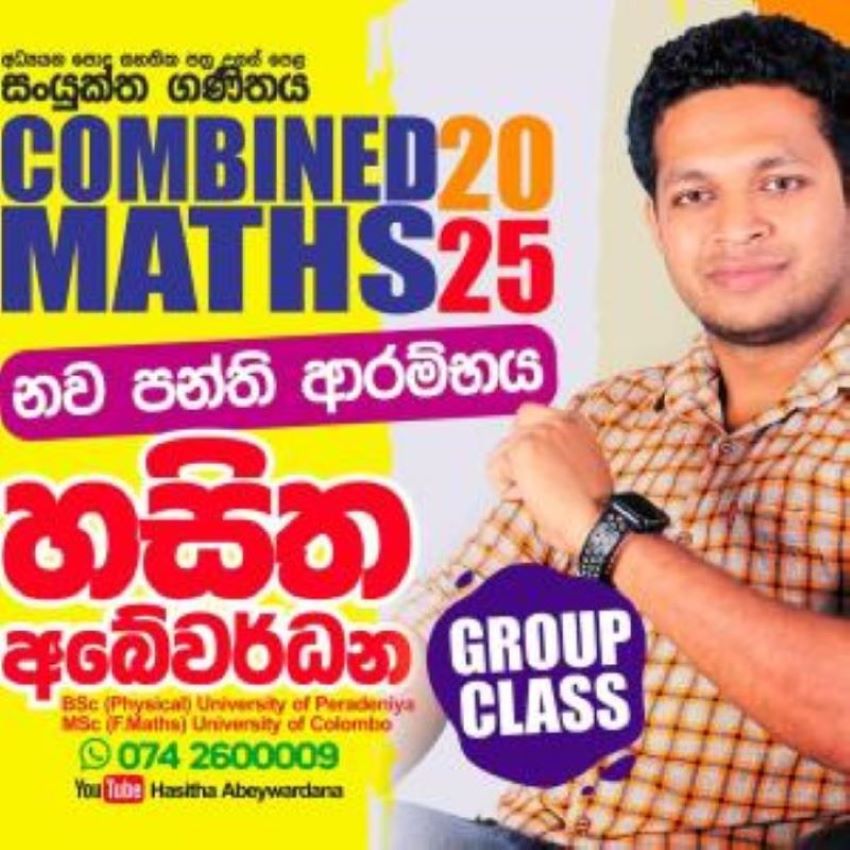 අධ්‍යයන පොදු සහතික පත්‍ර උසස් පෙළ
සංයුක්ත ගණිතය
COMBINED 20
MATHS 25
නව පන්ති ආරම්භය
හසිත
අබේවර්ධන
BSc (Physical) University of Peradeniya
MSc (F.Maths) University of Colombo
074 2600009
YouTube Hasitha Abeywardana
GROUP
CLASS